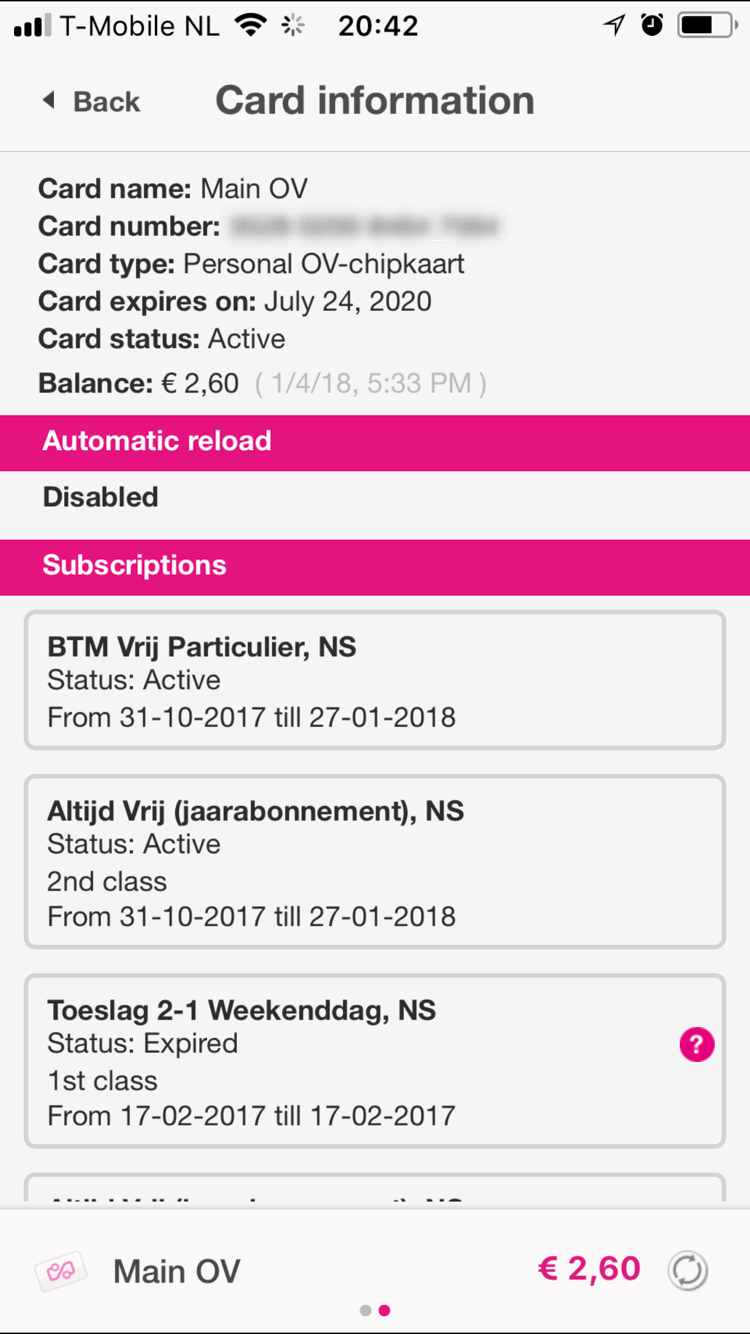 T-Mobile NL 20:42
Back Card information
Card name: Main OV
Card number:
Card type: Personal OV-chipkaart
Card expires on: July 24, 2020
Card status: Active
Balance: € 2,60 ( 1/4/18, 5:33 PM )
Automatic reload
Disabled
Subscriptions
BTM Vrij Particulier, NS
Status: Active
From 31-10-2017 till 27-01-2018
Altijd Vrij (jaarabonnement), NS
Status: Active
2nd class
From 31-10-2017 till 27-01-2018
Toeslag 2-1 Weekenddag, NS
Status: Expired
?
1st class
From 17-02-2017 till 17-02-2017
Main OV € 2,60